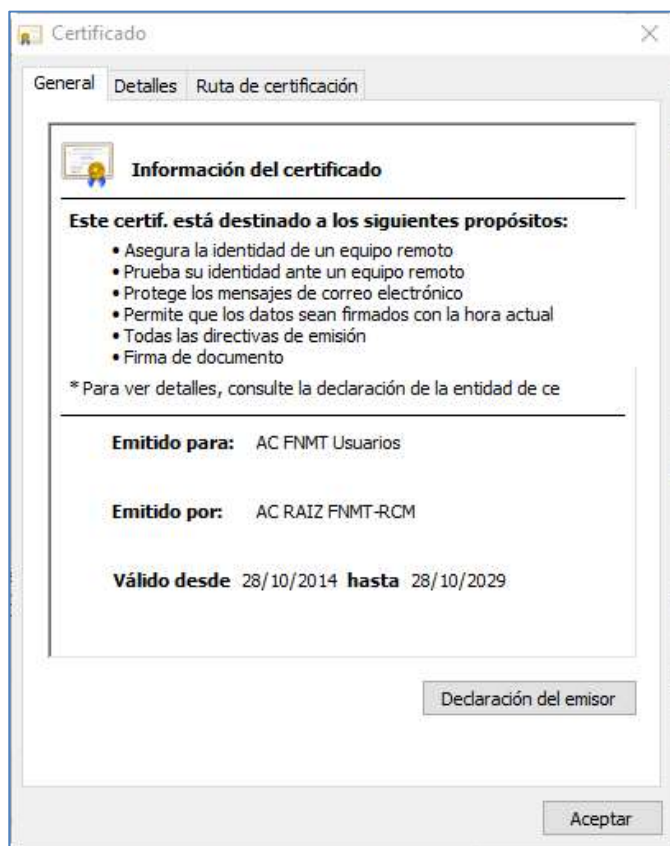 Certificado
General Detalles Ruta de certificación
Información del certificado
Este certif. está destinado a los siguientes propósitos:
• Asegura la identidad de un equipo remoto
• Prueba su identidad ante un equipo remoto
• Protege los mensajes de correo electrónico
• Permite que los datos sean firmados con la hora actual
• Todas las directivas de emisión
• Firma de documento
* Para ver detalles, consulte la declaración de la entidad de ce
Emitido para: AC FNMT Usuarios
Emitido por: AC RAIZ FNMT-RCM
Válido desde 28/10/2014 hasta 28/10/2029
Declaración del emisor
Aceptar